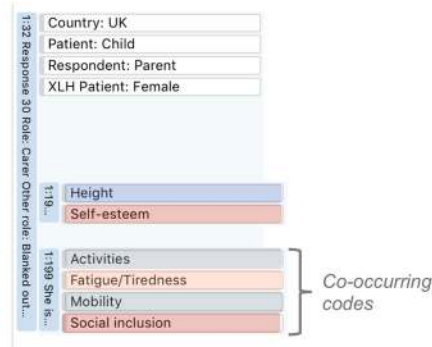 1:32 Response 30 Role: Carer Other role: Blanked out...
Country: UK
Patient: Child
Respondent: Parent
XLH Patient: Female
1:19...
Height
Self-esteem
1:199 She is...
Activities
Fatigue/Tiredness
Mobility
Social inclusion
Co-occurring
codes